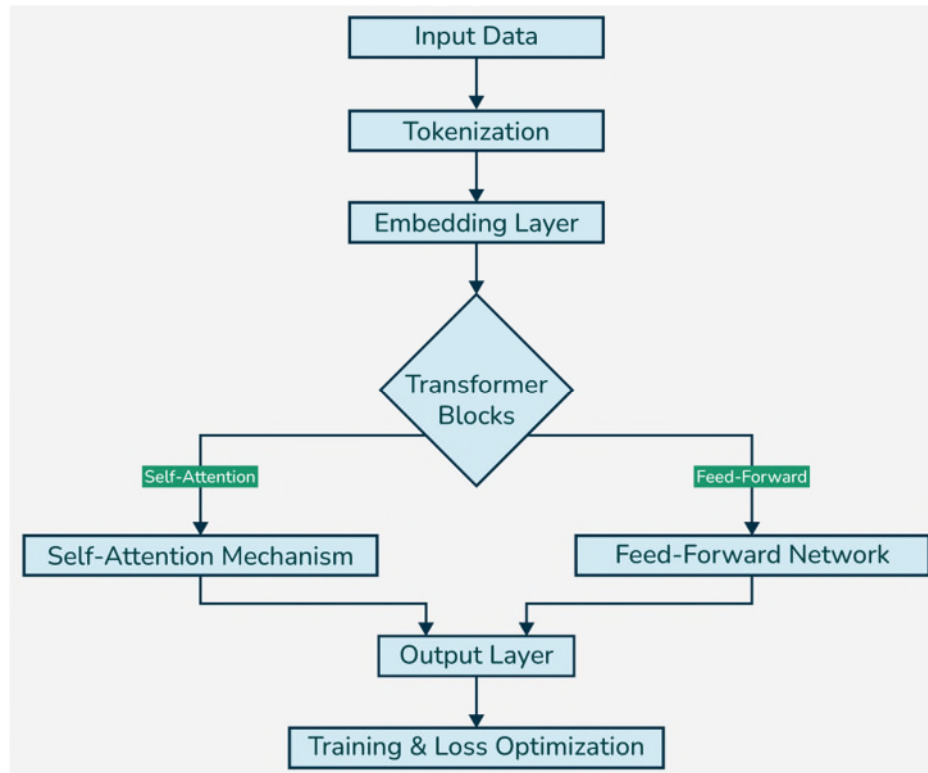 Input Data
Tokenization
Embedding Layer
Transformer
Blocks
Self-Attention
Feed-Forward
Self-Attention Mechanism
Feed-Forward Network
Output Layer
Training & Loss Optimization